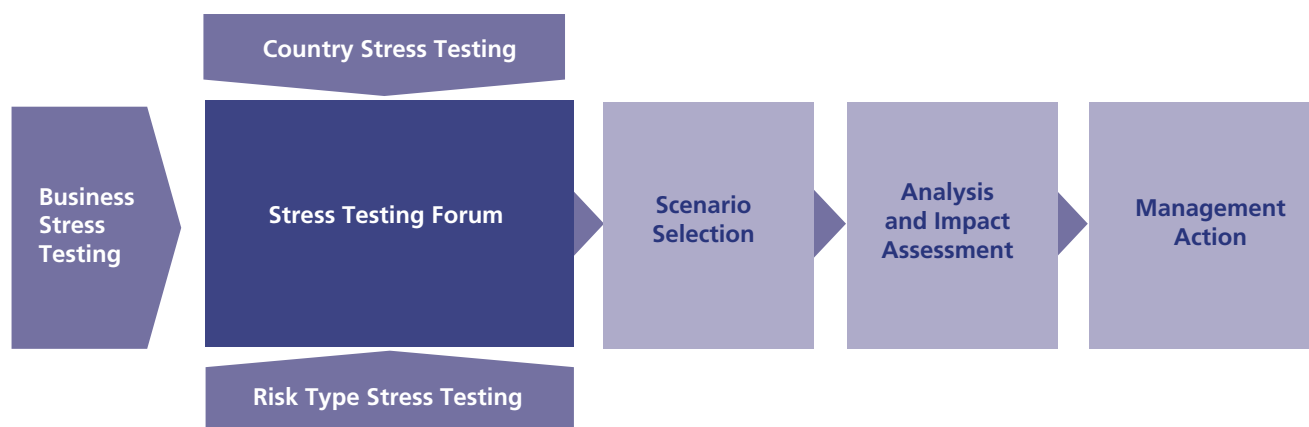 Country Stress Testing
Business
Stress
Testing
Stress Testing Forum
Scenario
Selection
Analysis
and Impact
Assessment
Management
Action
Risk Type Stress Testing